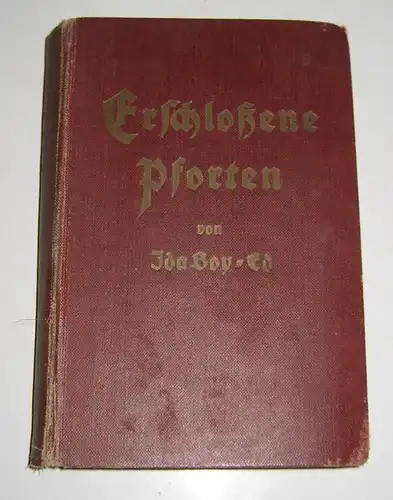 Erschloßene
Pforten
von
Ida Boy-Ed